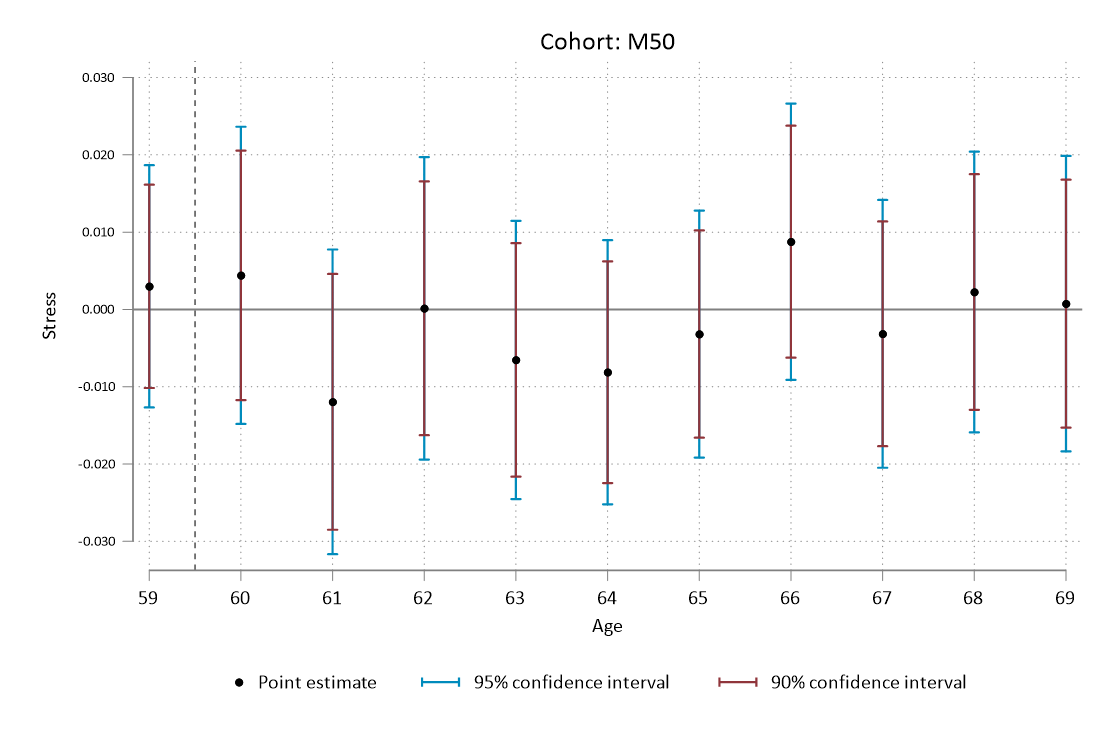 Cohort: M50
0.030
0.020
0.010
0.000
-0.010
-0.020
-0.030
Stress
59 60 61 62 63 64 65 66 67 68 69
Age
Point estimate 95% confidence interval 90% confidence interval